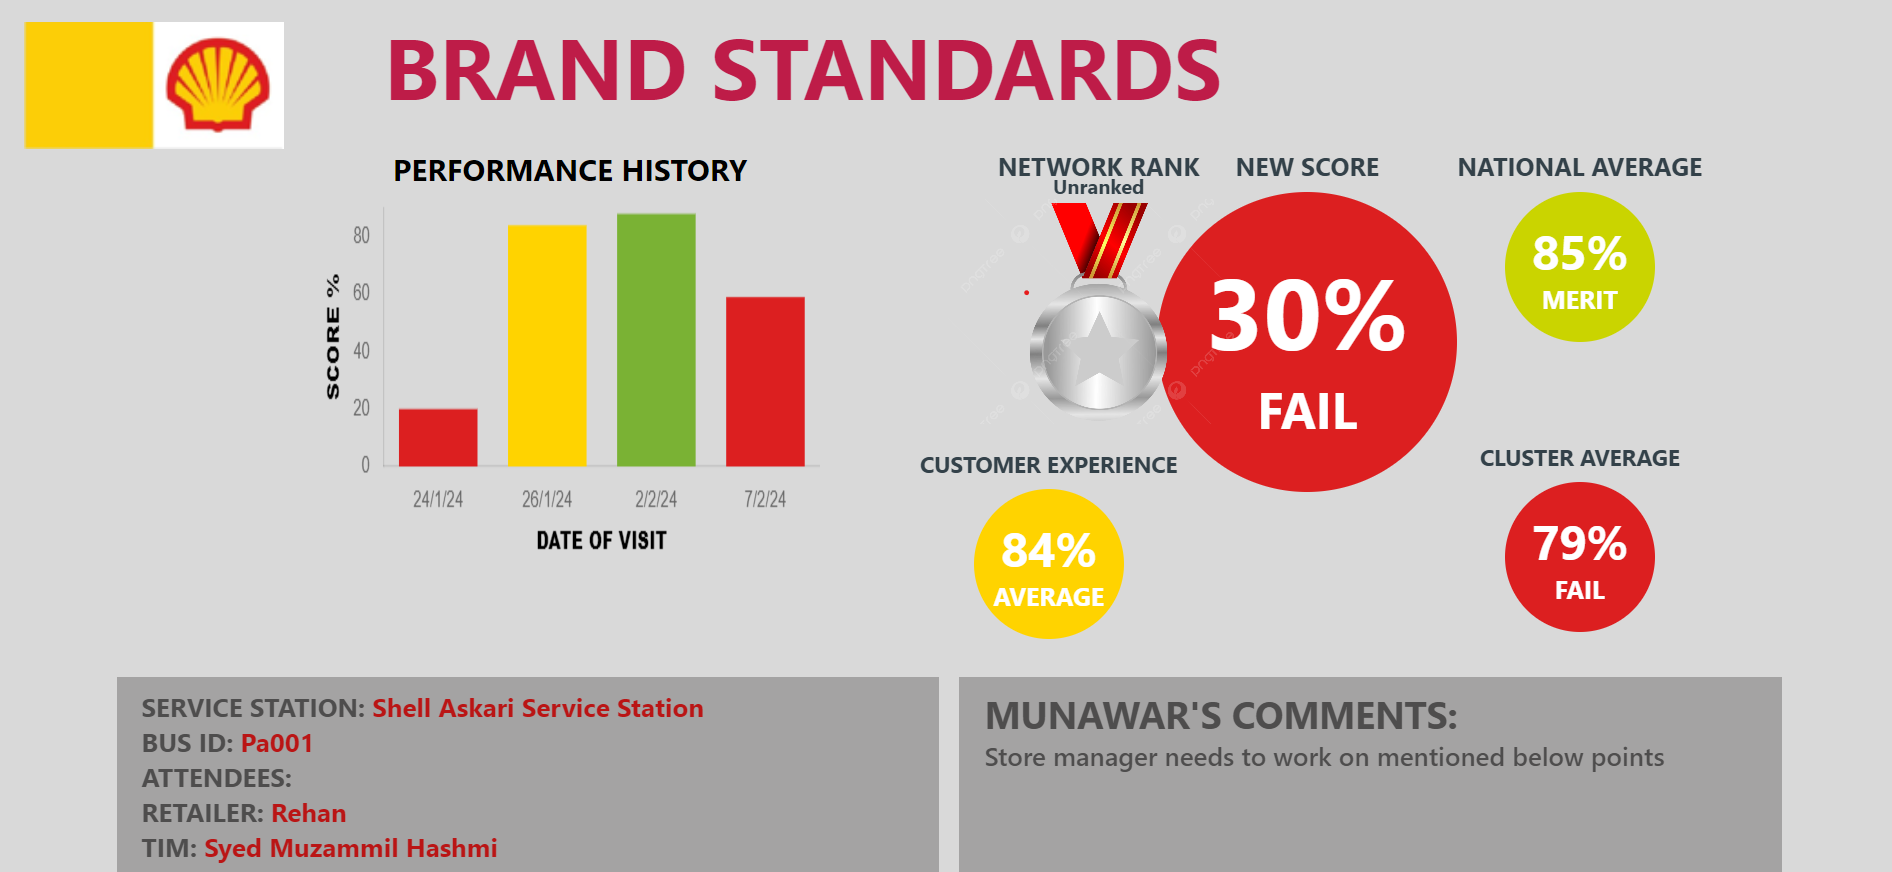 BRAND STANDARDS
PERFORMANCE HISTORY
SCORE %
80
60
40
20
0
24/1/24 26/1/24 2/2/24 7/2/24
DATE OF VISIT
NETWORK RANK
Unranked
NEW SCORE
30%
FAIL
NATIONAL AVERAGE
85%
MERIT
CUSTOMER EXPERIENCE
84%
AVERAGE
CLUSTER AVERAGE
79%
FAIL
SERVICE STATION: Shell Askari Service Station
BUS ID: Pa001
ATTENDEES:
RETAILER: Rehan
TIM: Syed Muzammil Hashmi
MUNAWAR'S COMMENTS:
Store manager needs to work on mentioned below points